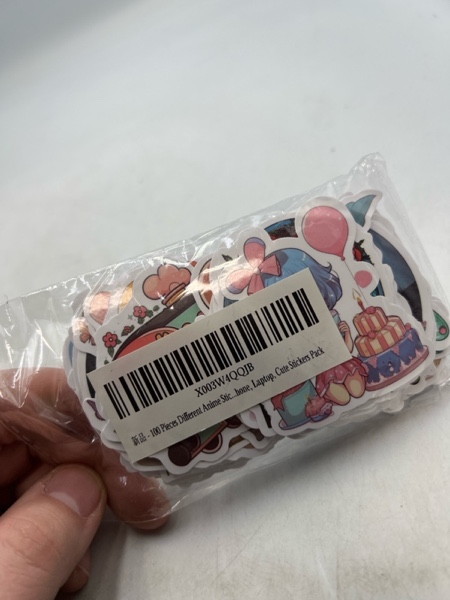 X003W4QQJB
新品 - 100 Pieces Different Anime Stic...hone, Laptop, Cute Stickers Pack